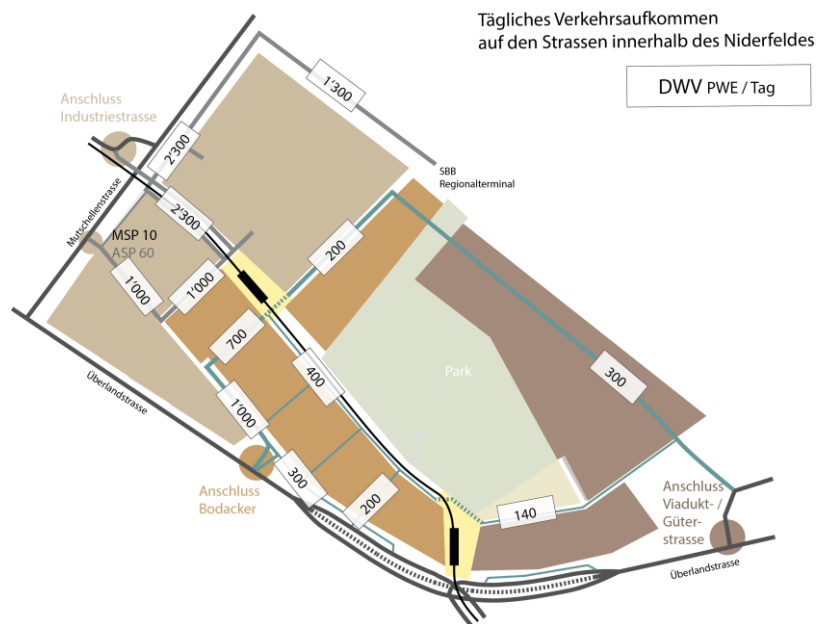 Tägliches Verkehrsaufkommen
auf den Strassen innerhalb des Niderfeldes
DWV PWE / Tag
1'300
Anschluss
Industriestrasse
2'300
SBB
Regionalterminal
Mutschellenstrasse
2'300
MSP 10
ASP 60
200
1'000
1'000
700
400
Park
300
Überlandstrasse
1'000
300
200
Anschluss
Bodacker
140
Anschluss
Viadukt- /
Güter-
strasse
Überlandstrasse